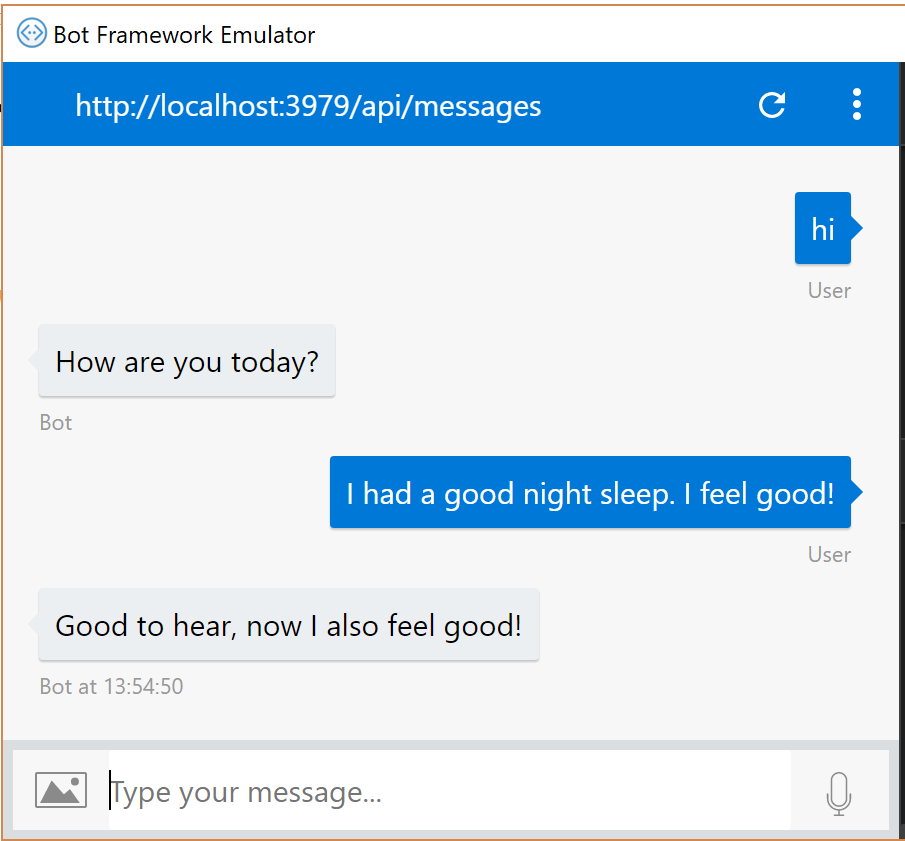 Bot Framework Emulator
http://localhost:3979/api/messages
hi
User
How are you today?
Bot
I had a good night sleep. I feel good!
User
Good to hear, now I also feel good!
Bot at 13:54:50
Type your message...